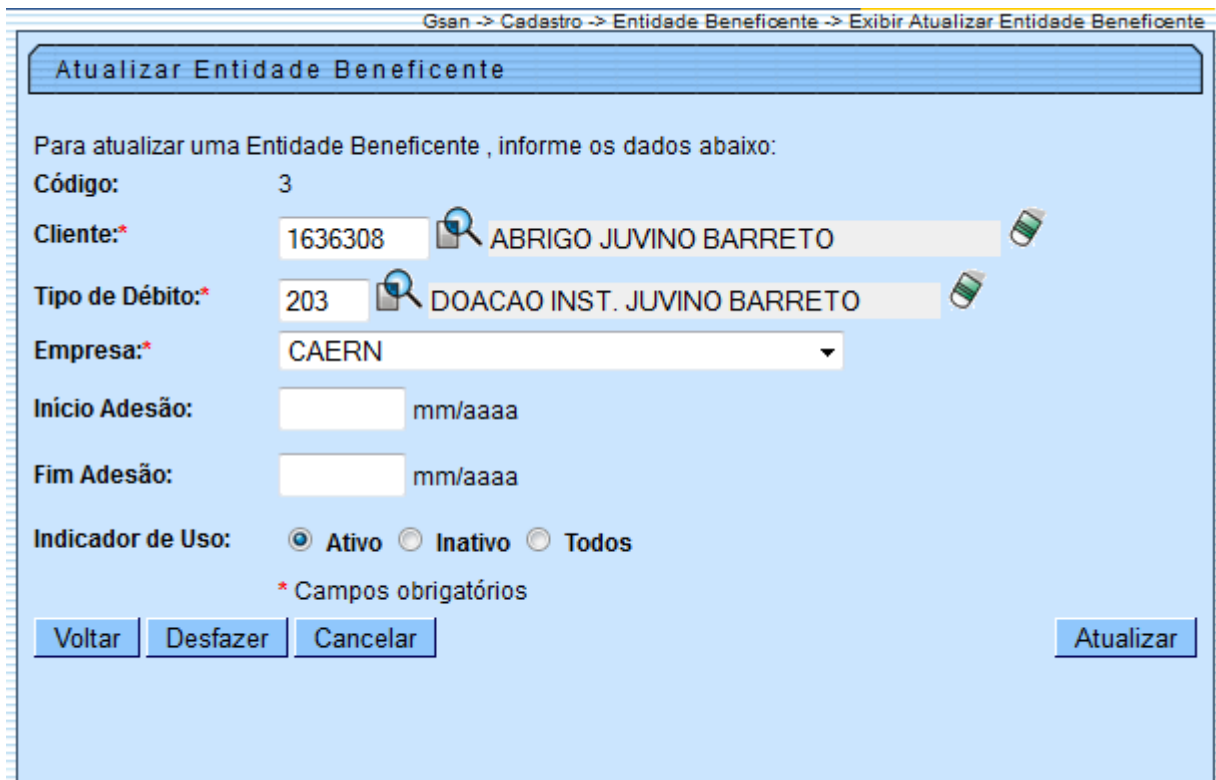 Gsan -> Cadastro -> Entidade Beneficente -> Exibir Atualizar Entidade Beneficente
Atualizar Entidade Beneficente
Para atualizar uma Entidade Beneficente , informe os dados abaixo:
Código: 3
Cliente:* 1636308 ABRIGO JUVINO BARRETO
Tipo de Débito:* 203 DOACAO INST. JUVINO BARRETO
Empresa:* CAERN
Início Adesão: mm/aaaa
Fim Adesão: mm/aaaa
Indicador de Uso: Ativo Inativo Todos
* Campos obrigatórios
Voltar Desfazer Cancelar Atualizar